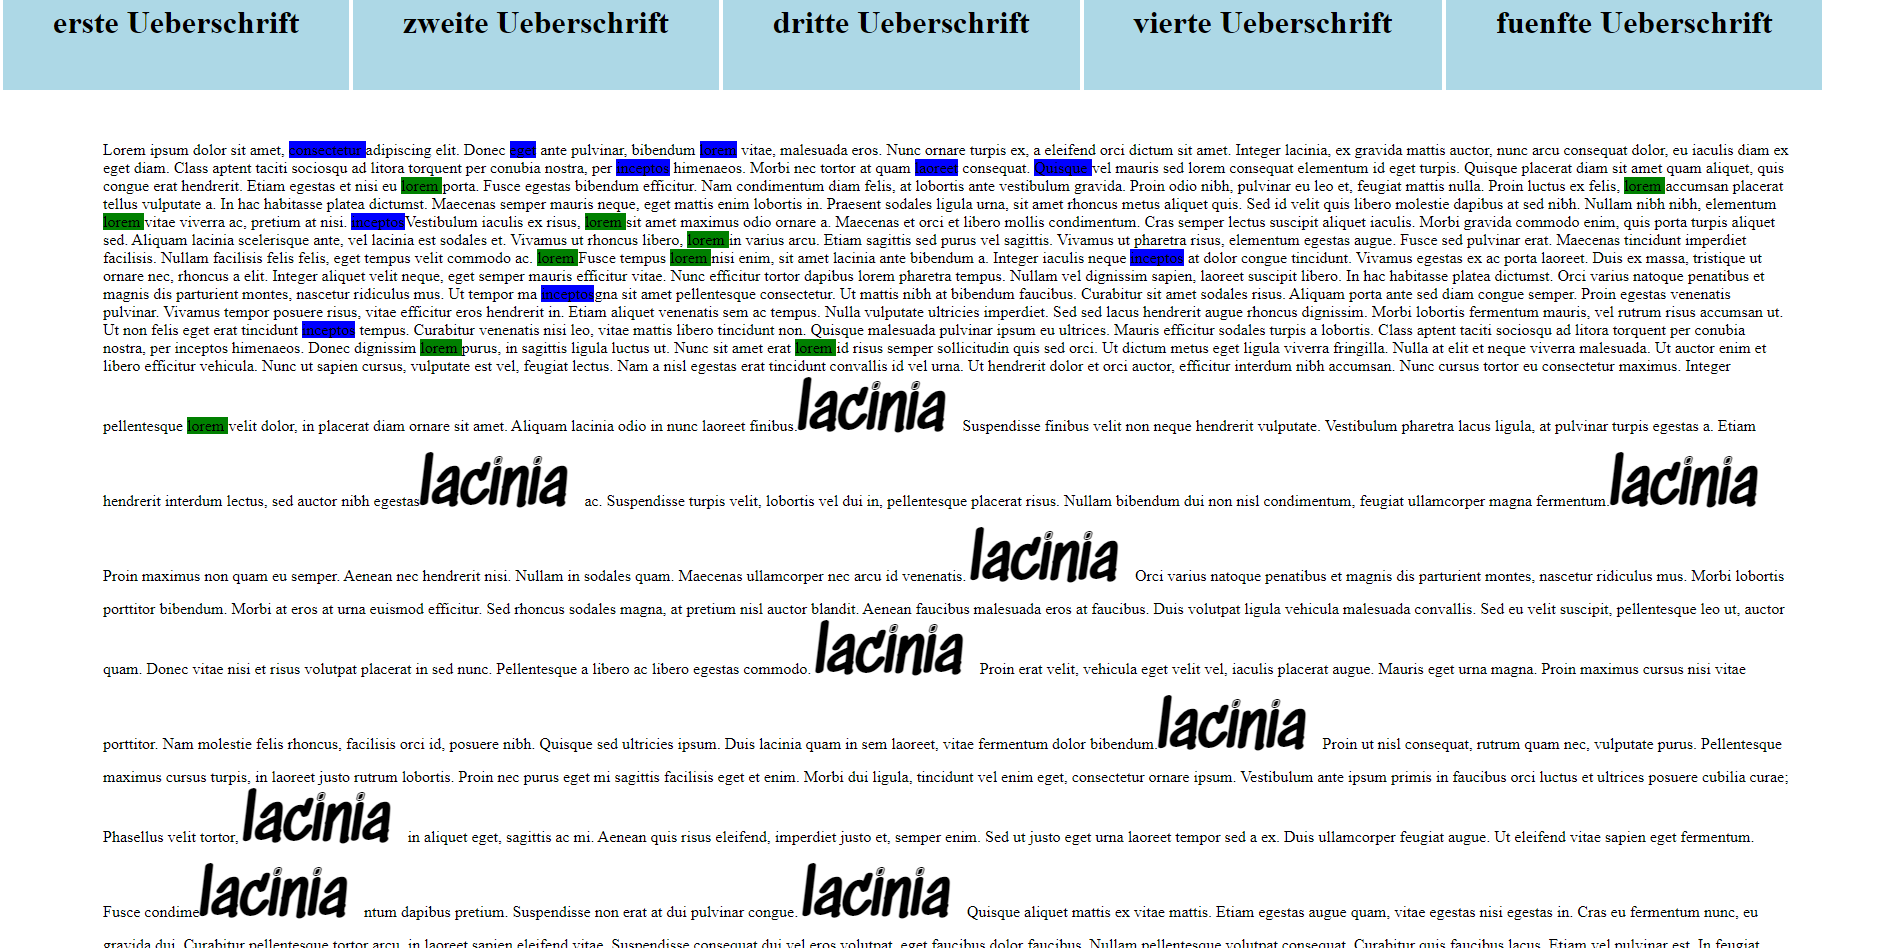 erste Ueberschrift zweite Ueberschrift dritte Ueberschrift vierte Ueberschrift fuenfte Ueberschrift
Lorem ipsum dolor sit amet, consectetur adipiscing elit. Donec eget ante pulvinar, bibendum lorem vitae, malesuada eros. Nunc ornare turpis ex, a eleifend orci dictum sit amet. Integer lacinia, ex gravida mattis auctor, nunc arcu consequat dolor, eu iaculis diam ex
eget diam. Class aptent taciti sociosqu ad litora torquent per conubia nostra, per inceptos himenaeos. Morbi nec tortor at quam laoreet consequat. Quisque vel mauris sed lorem consequat elementum id eget turpis. Quisque placerat diam sit amet quam aliquet, quis
congue erat hendrerit. Etiam egestas et nisi eu lorem porta. Fusce egestas bibendum efficitur. Nam condimentum diam felis, at lobortis ante vestibulum gravida. Proin odio nibh, pulvinar eu leo et, feugiat mattis nulla. Proin luctus ex felis, lorem accumsan placerat
tellus vulputate a. In hac habitasse platea dictumst. Maecenas semper mauris neque, eget mattis enim lobortis in. Praesent sodales ligula urna, sit amet rhoncus metus aliquet quis. Sed id velit quis libero molestie dapibus at sed nibh. Nullam nibh nibh, elementum
lorem vitae viverra ac, pretium at nisi. inceptosVestibulum iaculis ex risus, lorem sit amet maximus odio ornare a. Maecenas et orci et libero mollis condimentum. Cras semper lectus suscipit aliquet iaculis. Morbi gravida commodo enim, quis porta turpis aliquet
sed. Aliquam lacinia scelerisque ante, vel lacinia est sodales et. Vivamus ut rhoncus libero, lorem in varius arcu. Etiam sagittis sed purus vel sagittis. Vivamus ut pharetra risus, elementum egestas augue. Fusce sed pulvinar erat. Maecenas tincidunt imperdiet
facilisis. Nullam facilisis felis felis, eget tempus velit commodo ac. lorem Fusce tempus lorem nisi enim, sit amet lacinia ante bibendum a. Integer iaculis neque inceptos at dolor congue tincidunt. Vivamus egestas ex ac porta laoreet. Duis ex massa, tristique ut
ornare nec, rhoncus a elit. Integer aliquet velit neque, eget semper mauris efficitur vitae. Nunc efficitur tortor dapibus lorem pharetra tempus. Nullam vel dignissim sapien, laoreet suscipit libero. In hac habitasse platea dictumst. Orci varius natoque penatibus et
magnis dis parturient montes, nascetur ridiculus mus. Ut tempor ma inceptosgna sit amet pellentesque consectetur. Ut mattis nibh at bibendum faucibus. Curabitur sit amet sodales risus. Aliquam porta ante sed diam congue semper. Proin egestas venenatis
pulvinar. Vivamus tempor posuere risus, vitae efficitur eros hendrerit in. Etiam aliquet venenatis sem ac tempus. Nulla vulputate ultricies imperdiet. Sed sed lacus hendrerit augue rhoncus dignissim. Morbi lobortis fermentum mauris, vel rutrum risus accumsan ut.
Ut non felis eget erat tincidunt inceptos tempus. Curabitur venenatis nisi leo, vitae mattis libero tincidunt non. Quisque malesuada pulvinar ipsum eu ultrices. Mauris efficitur sodales turpis a lobortis. Class aptent taciti sociosqu ad litora torquent per conubia
nostra, per inceptos himenaeos. Donec dignissim lorem purus, in sagittis ligula luctus ut. Nunc sit amet erat lorem id risus semper sollicitudin quis sed orci. Ut dictum metus eget ligula viverra fringilla. Nulla at elit et neque viverra malesuada. Ut auctor enim et
libero efficitur vehicula. Nunc ut sapien cursus, vulputate est vel, feugiat lectus. Nam a nisl egestas erat tincidunt convallis id vel urna. Ut hendrerit dolor et orci auctor, efficitur interdum nibh accumsan. Nunc cursus tortor eu consectetur maximus. Integer
pellentesque lorem velit dolor, in placerat diam ornare sit amet. Aliquam lacinia odio in nunc laoreet finibus. lacinia Suspendisse finibus velit non neque hendrerit vulputate. Vestibulum pharetra lacus ligula, at pulvinar turpis egestas a. Etiam
hendrerit interdum lectus, sed auctor nibh egestas lacinia ac. Suspendisse turpis velit, lobortis vel dui in, pellentesque placerat risus. Nullam bibendum dui non nisl condimentum, feugiat ullamcorper magna fermentum. lacinia
Proin maximus non quam eu semper. Aenean nec hendrerit nisi. Nullam in sodales quam. Maecenas ullamcorper nec arcu id venenatis. lacinia Orci varius natoque penatibus et magnis dis parturient montes, nascetur ridiculus mus. Morbi lobortis
porttitor bibendum. Morbi at eros at urna euismod efficitur. Sed rhoncus sodales magna, at pretium nisl auctor blandit. Aenean faucibus malesuada eros at faucibus. Duis volutpat ligula vehicula malesuada convallis. Sed eu velit suscipit, pellentesque leo ut, auctor
quam. Donec vitae nisi et risus volutpat placerat in sed nunc. Pellentesque a libero ac libero egestas commodo. lacinia Proin erat velit, vehicula eget velit vel, iaculis placerat augue. Mauris eget urna magna. Proin maximus cursus nisi vitae
porttitor. Nam molestie felis rhoncus, facilisis orci id, posuere nibh. Quisque sed ultricies ipsum. Duis lacinia quam in sem laoreet, vitae fermentum dolor bibendum. lacinia Proin ut nisl consequat, rutrum quam nec, vulputate purus. Pellentesque
maximus cursus turpis, in laoreet justo rutrum lobortis. Proin nec purus eget mi sagittis facilisis eget et enim. Morbi dui ligula, tincidunt vel enim eget, consectetur ornare ipsum. Vestibulum ante ipsum primis in faucibus orci luctus et ultrices posuere cubilia curae;
Phasellus velit tortor, lacinia in aliquet eget, sagittis ac mi. Aenean quis risus eleifend, imperdiet justo et, semper enim. Sed ut justo eget urna laoreet tempor sed a ex. Duis ullamcorper feugiat augue. Ut eleifend vitae sapien eget fermentum.
Fusce condime lacinia ntum dapibus pretium. Suspendisse non erat at dui pulvinar congue. lacinia Quisque aliquet mattis ex vitae mattis. Etiam egestas augue quam, vitae egestas nisi egestas in. Cras eu fermentum nunc, eu
gravida dui. Curabitur pellentesque tortor arcu, in laoreet sapien eleifend vitae. Suspendisse consequat dui vel eros volutpat, eget faucibus dolor faucibus. Nullam pellentesque volutpat consequat. Curabitur quis faucibus lacus. Etiam vel pulvinar est. In feugiat